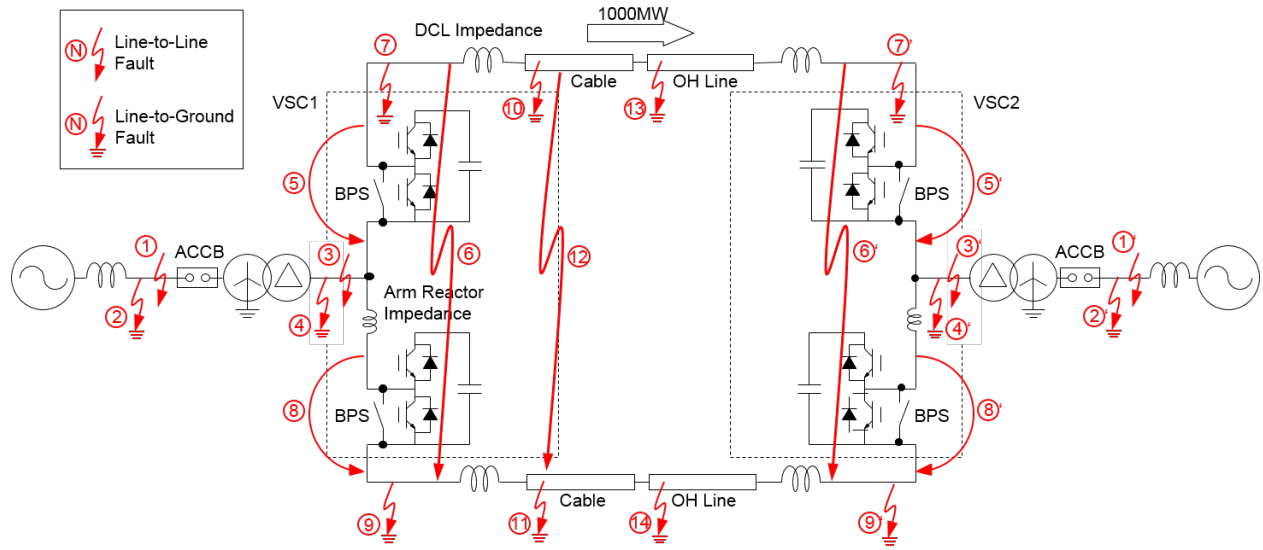 1000MW
N Line-to-Line
Fault
N Line-to-Ground
Fault
DCL Impedance
7
7'
Cable
OH Line
10
13
VSC1
VSC2
5
BPS
BPS
5'
1
ACCB
3
6
12
6'
3'
ACCB
1'
2
4
Arm Reactor
Impedance
4'
2'
8
BPS
BPS
8'
9
11
Cable
14
OH Line
9'